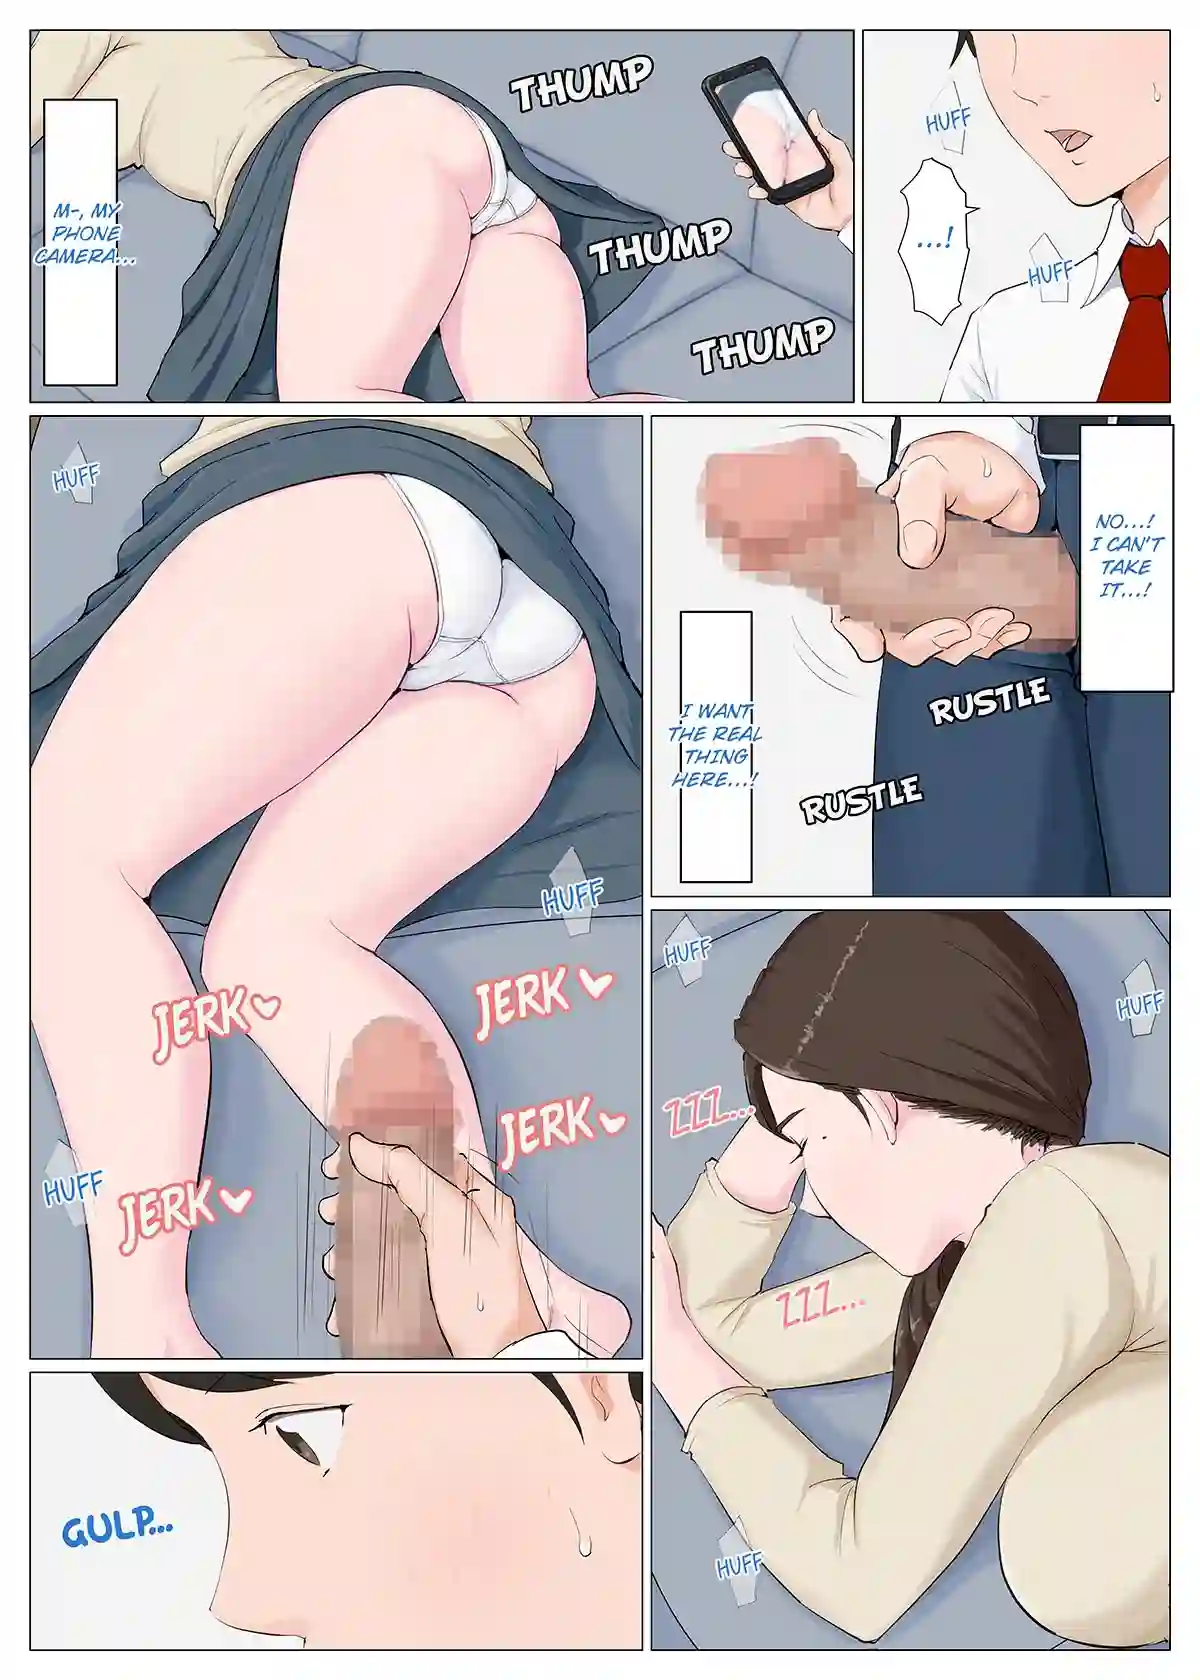 THUMP
M-, MY
PHONE
CAMERA...
THUMP
THUMP
HUFF
...!
HUFF
HUFF
NO...!
I CAN'T
TAKE
IT...!
I WANT
THE REAL
THING
HERE...!
RUSTLE
RUSTLE
HUFF
JERK♥
JERK♥
JERK♥
HUFF
JERK♥
HUFF
HUFF
ZZZ...
ZZZ...
HUFF
GULP...